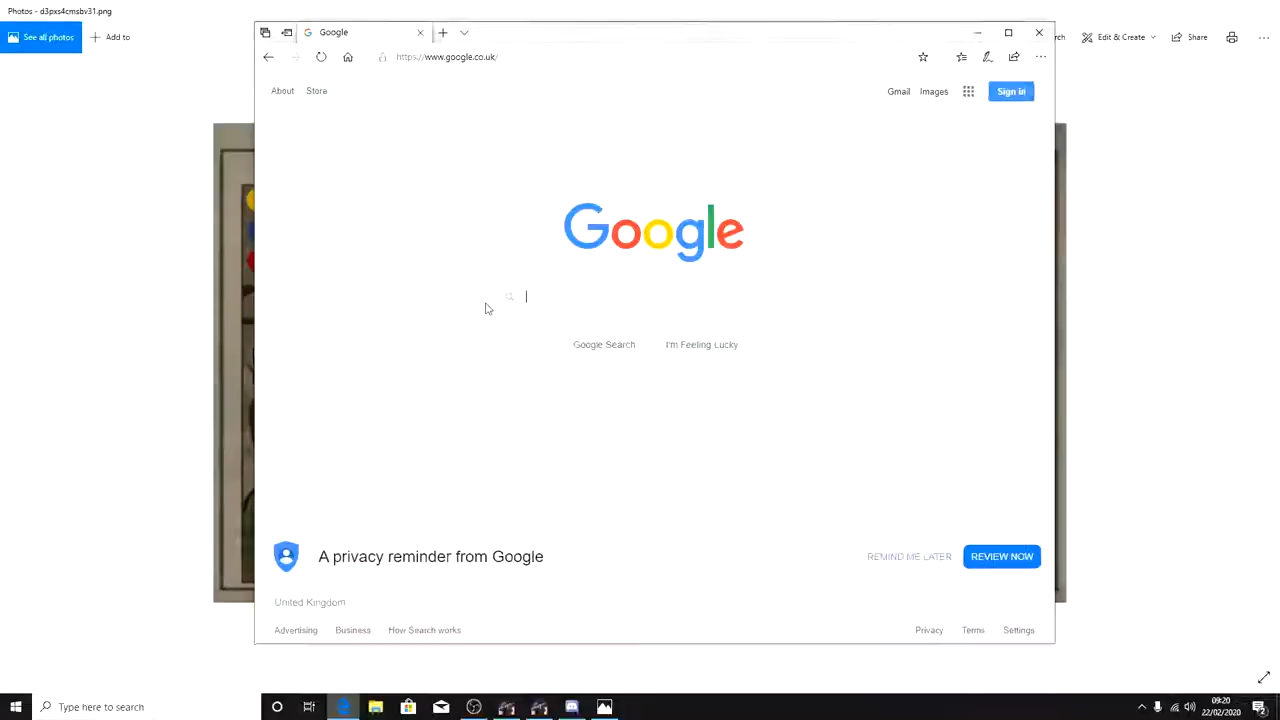 Photos - d3pxs4cmsbv31.png
See all photos
Add to
Edit & Create
Share
Google
https://www.google.co.uk/
About
Store
Gmail
Images
Sign in
Google
Google Search
I'm Feeling Lucky
A privacy reminder from Google
REMIND ME LATER
REVIEW NOW
United Kingdom
Advertising
Business
How Search works
Privacy
Terms
Settings
Type here to search
09:20
22/02/2020